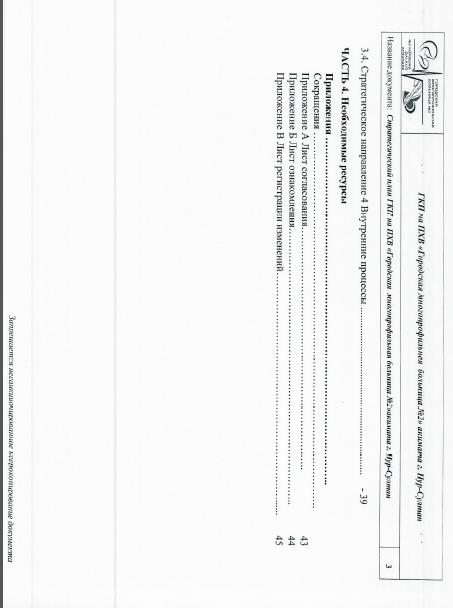 ГОРОДСКАЯ
МНОГОПРОФИЛЬНАЯ
БОЛЬНИЦА №2
ГКП на ПХВ «Городская многопрофильнея больница №2» акимата г. Нур-Султан
Название документа: Стратегический план ГКП на ПХВ «Городская многопрофильная больница №2»акимата г. Нур-Султан 3
3.4. Стратегическое направление 4 Внутренние процессы ........................................................ - 39
ЧАСТЬ 4. Необходимые ресурсы
Приложения ……………………………………………………………………………..
Сокращения ……………………………………………………………………………………
Приложение А Лист согласования…………………………………………………….. 43
Приложение Б Лист ознакомления…………………………………………………………….. 44
Приложение В Лист регистрации изменений…………………………………………………...... 45
Запрещается несанкционированное ксерокопирование документа